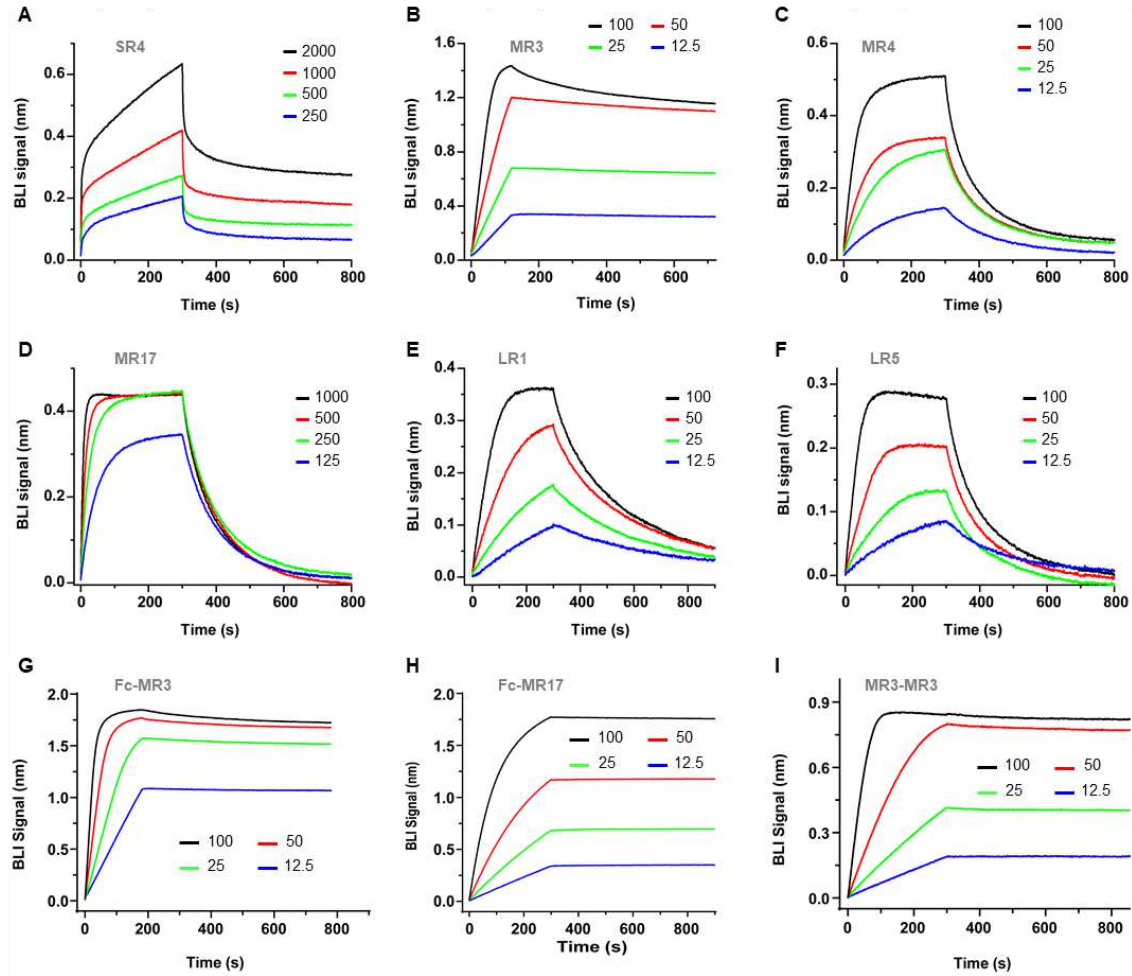 A
SR4
BLI signal (nm)
0.6
0.4
0.2
0.0
2000
1000
500
250
0 200 400 600 800
Time (s)
B
MR3
BLI signal (nm)
1.6
1.2
0.8
0.4
0.0
100 50
25 12.5
0 200 400 600
Time (s)
C
MR4
BLI signal (nm)
0.6
0.4
0.2
0.0
100
50
25
12.5
0 200 400 600 800
Time (s)
D
MR17
BLI signal (nm)
0.4
0.2
0.0
1000
500
250
125
0 200 400 600 800
Time (s)
E
LR1
BLI signal (nm)
0.4
0.3
0.2
0.1
0.0
100
50
25
12.5
0 200 400 600 800
Time (s)
F
LR5
BLI signal (nm)
0.3
0.2
0.1
0.0
100
50
25
12.5
0 200 400 600 800
Time (s)
G
Fc-MR3
BLI Signal (nm)
2.0
1.5
1.0
0.5
0.0
100 50
25 12.5
0 200 400 600 800
Time (s)
H
Fc-MR17
BLI Signal (nm)
2.0
1.5
1.0
0.5
0.0
100 50
25 12.5
0 200 400 600 800
Time (s)
I
MR3-MR3
BLI Signal (nm)
0.9
0.6
0.3
0.0
100 50
25 12.5
0 200 400 600 800
Time (s)